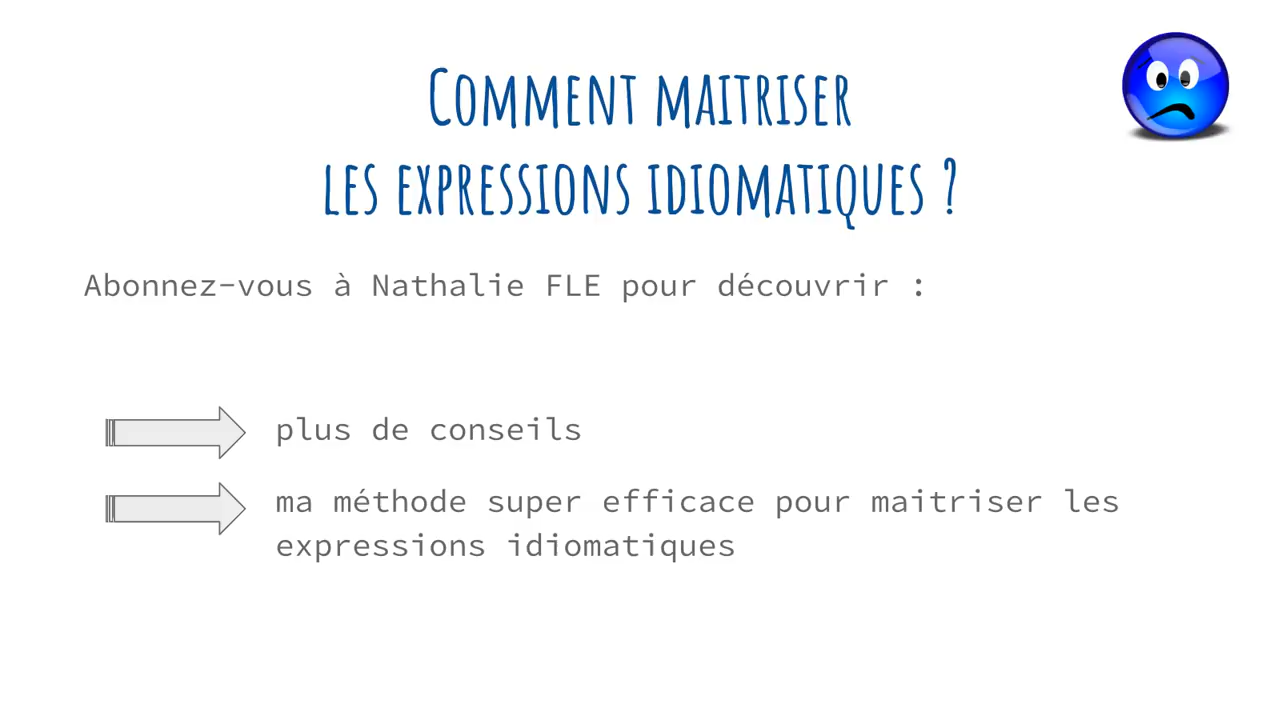 Comment maitriser
les expressions idiomatiques ?
Abonnez-vous à Nathalie FLE pour découvrir :
plus de conseils
ma méthode super efficace pour maitriser les
expressions idiomatiques